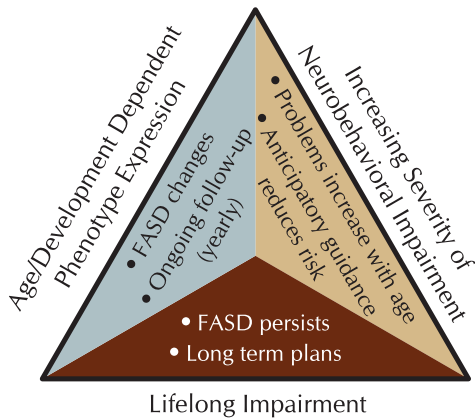 Age/Development Dependent
Phenotype Expression
• FASD changes
• Ongoing follow-up
(yearly)
Increasing Severity of
Neurobehavioral Impairment
• Problems increase with age
• Anticipatory guidance
reduces risk
• FASD persists
• Long term plans
Lifelong Impairment